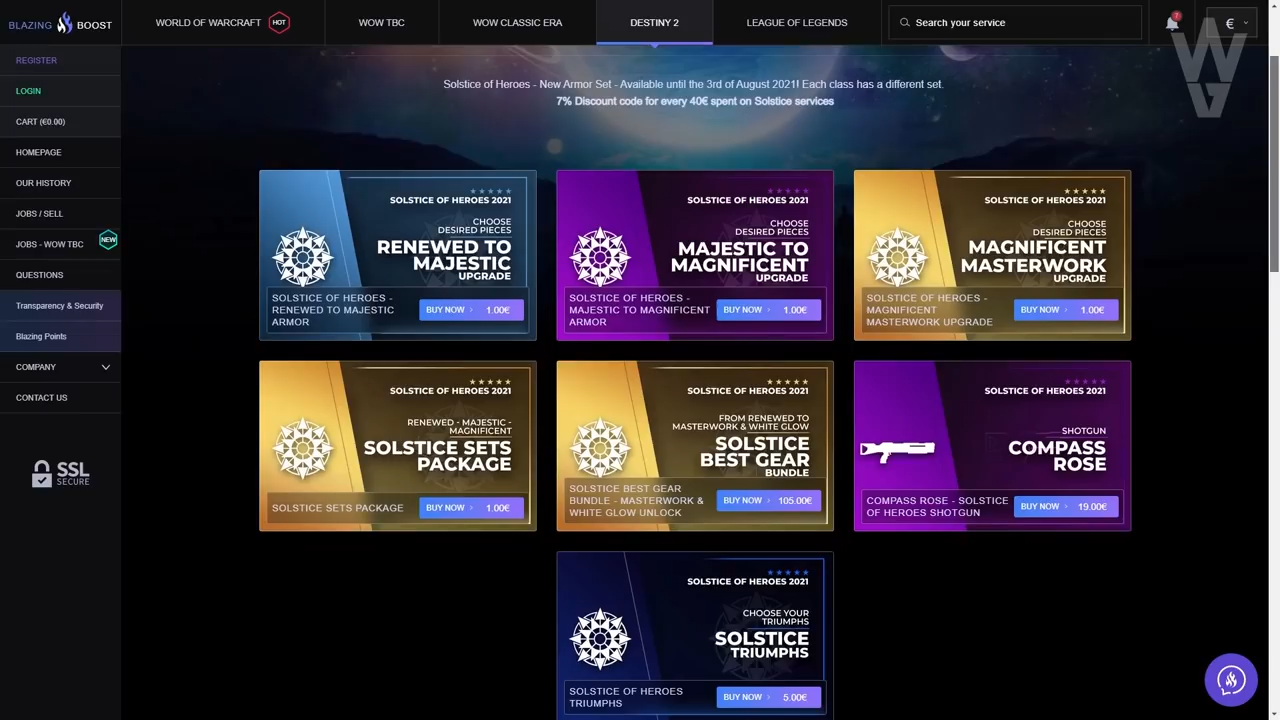 BLAZING BOOST
WORLD OF WARCRAFT HOT
WOW TBC
WOW CLASSIC ERA
DESTINY 2
LEAGUE OF LEGENDS
Search your service
€
REGISTER
LOGIN
CART (€0.00)
HOMEPAGE
OUR HISTORY
JOBS / SELL
JOBS - WOW TBC NEW
QUESTIONS
Transparency & Security
Blazing Points
COMPANY
CONTACT US
SSL
SECURE
Solstice of Heroes - New Armor Set - Available until the 3rd of August 2021! Each class has a different set.
7% Discount code for every 40€ spent on Solstice services
SOLSTICE OF HEROES 2021
CHOOSE
DESIRED PIECES
RENEWED TO
MAJESTIC
UPGRADE
SOLSTICE OF HEROES -
RENEWED TO MAJESTIC
ARMOR
BUY NOW 1.00€
SOLSTICE OF HEROES 2021
CHOOSE
DESIRED PIECES
MAJESTIC TO
MAGNIFICENT
UPGRADE
SOLSTICE OF HEROES -
MAJESTIC TO MAGNIFICENT
ARMOR
BUY NOW 1.00€
SOLSTICE OF HEROES 2021
CHOOSE
DESIRED PIECES
MAGNIFICENT
MASTERWORK
UPGRADE
SOLSTICE OF HEROES -
MAGNIFICENT
MASTERWORK UPGRADE
BUY NOW 1.00€
SOLSTICE OF HEROES 2021
RENEWED - MAJESTIC -
MAGNIFICENT
SOLSTICE SETS
PACKAGE
SOLSTICE SETS PACKAGE
BUY NOW 1.00€
SOLSTICE OF HEROES 2021
FROM RENEWED TO
MASTERWORK & WHITE GLOW
SOLSTICE
BEST GEAR
BUNDLE
SOLSTICE BEST GEAR
BUNDLE - MASTERWORK &
WHITE GLOW UNLOCK
BUY NOW 105.00€
SOLSTICE OF HEROES 2021
SHOTGUN
COMPASS
ROSE
COMPASS ROSE - SOLSTICE
OF HEROES SHOTGUN
BUY NOW 19.00€
SOLSTICE OF HEROES 2021
CHOOSE YOUR
TRIUMPHS
SOLSTICE
TRIUMPHS
SOLSTICE OF HEROES
TRIUMPHS
BUY NOW 5.00€